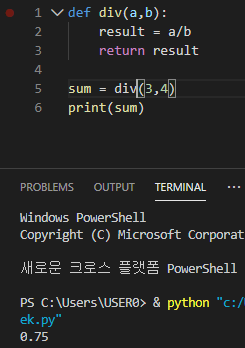 1 def div(a,b):
2 result = a/b
3 return result
4
5 sum = div(3,4)
6 print(sum)
PROBLEMS OUTPUT TERMINAL ...
Windows PowerShell
Copyright (C) Microsoft Corporat
새로운 크로스 플랫폼 PowerShell
PS C:\Users\USER0> & python "c:/
ek.py"
0.75